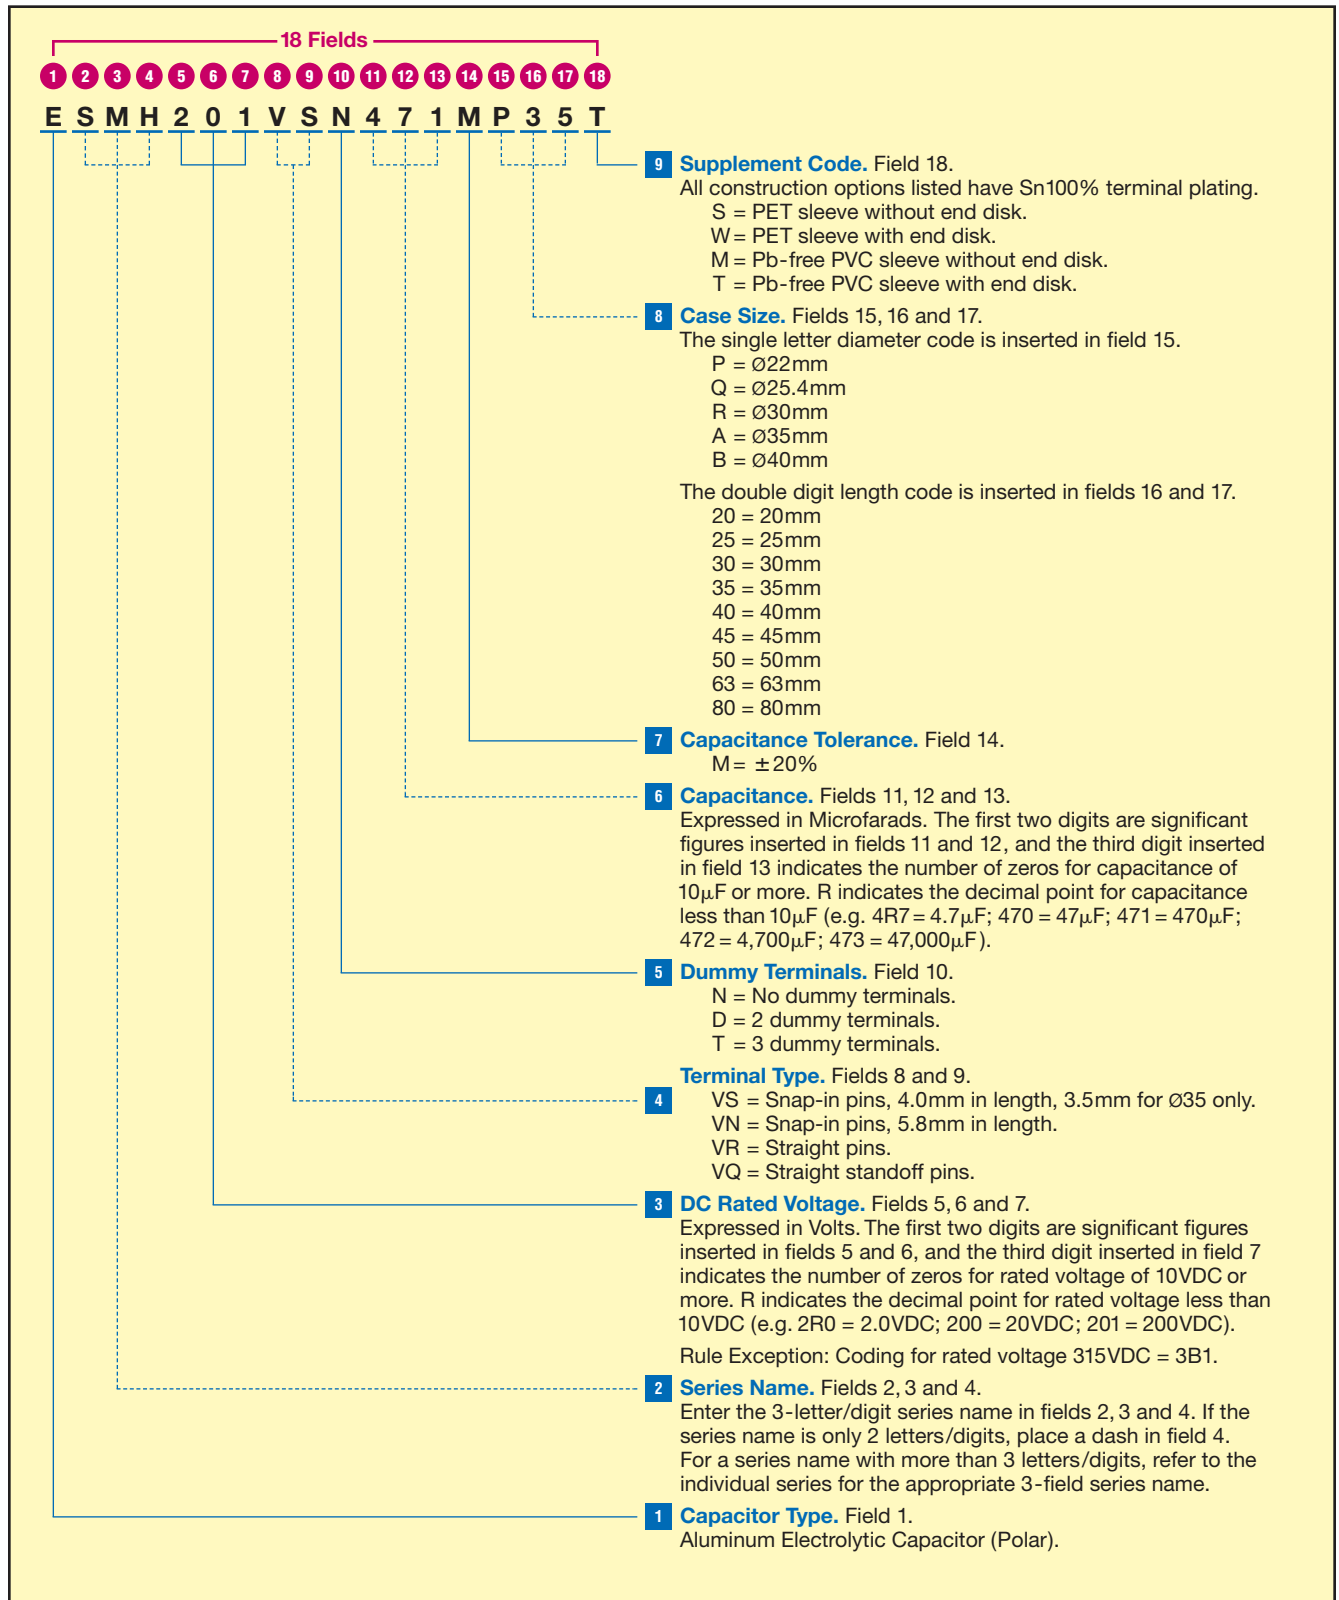 18 Fields
1 2 3 4 5 6 7 8 9 10 11 12 13 14 15 16 17 18
E S M H 2 0 1 V S N 4 7 1 M P 3 5 T
9 Supplement Code. Field 18.
All construction options listed have Sn100% terminal plating.
S = PET sleeve without end disk.
W = PET sleeve with end disk.
M = Pb-free PVC sleeve without end disk.
T = Pb-free PVC sleeve with end disk.
8 Case Size. Fields 15, 16 and 17.
The single letter diameter code is inserted in field 15.
P = Ø22mm
Q = Ø25.4mm
R = Ø30mm
A = Ø35mm
B = Ø40mm
The double digit length code is inserted in fields 16 and 17.
20 = 20mm
25 = 25mm
30 = 30mm
35 = 35mm
40 = 40mm
45 = 45mm
50 = 50mm
63 = 63mm
80 = 80mm
7 Capacitance Tolerance. Field 14.
M = ±20%
6 Capacitance. Fields 11, 12 and 13.
Expressed in Microfarads. The first two digits are significant
figures inserted in fields 11 and 12, and the third digit inserted
in field 13 indicates the number of zeros for capacitance of
10µF or more. R indicates the decimal point for capacitance
less than 10µF (e.g. 4R7 = 4.7µF; 470 = 47µF; 471 = 470µF;
472 = 4,700µF; 473 = 47,000µF).
5 Dummy Terminals. Field 10.
N = No dummy terminals.
D = 2 dummy terminals.
T = 3 dummy terminals.
Terminal Type. Fields 8 and 9.
4 VS = Snap-in pins, 4.0mm in length, 3.5mm for Ø35 only.
VN = Snap-in pins, 5.8mm in length.
VR = Straight pins.
VQ = Straight standoff pins.
3 DC Rated Voltage. Fields 5, 6 and 7.
Expressed in Volts. The first two digits are significant figures
inserted in fields 5 and 6, and the third digit inserted in field 7
indicates the number of zeros for rated voltage of 10VDC or
more. R indicates the decimal point for rated voltage less than
10VDC (e.g. 2R0 = 2.0VDC; 200 = 20VDC; 201 = 200VDC).
Rule Exception: Coding for rated voltage 315VDC = 3B1.
2 Series Name. Fields 2, 3 and 4.
Enter the 3-letter/digit series name in fields 2, 3 and 4. If the
series name is only 2 letters/digits, place a dash in field 4.
For a series name with more than 3 letters/digits, refer to the
individual series for the appropriate 3-field series name.
1 Capacitor Type. Field 1.
Aluminum Electrolytic Capacitor (Polar).